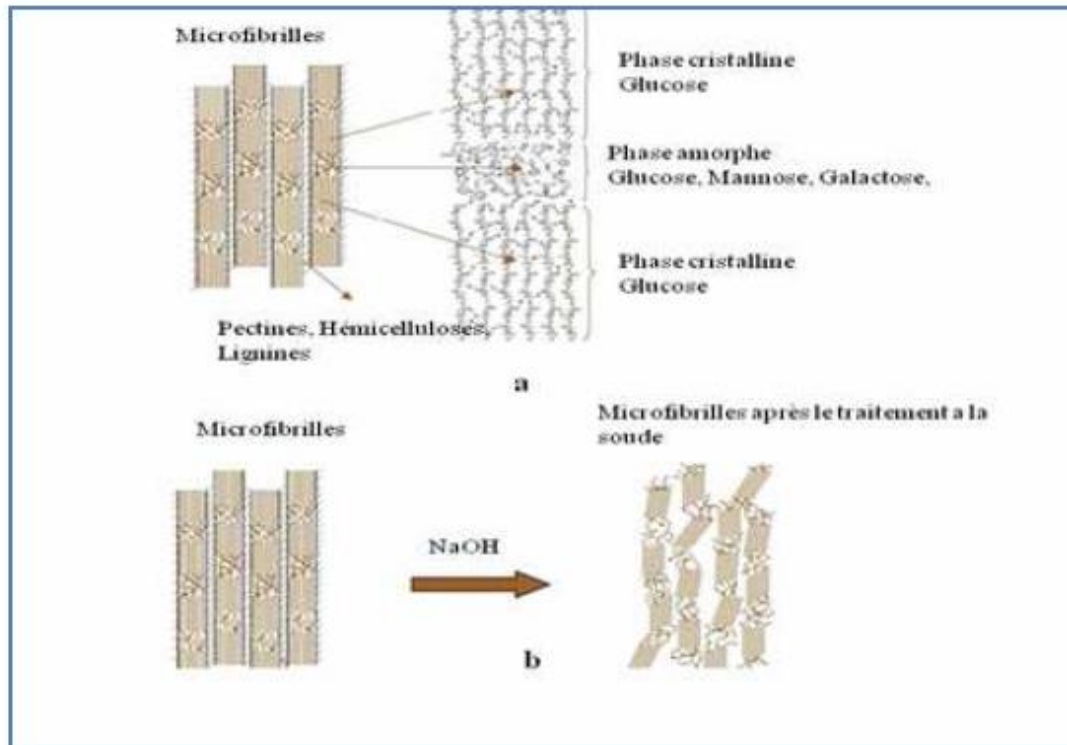 Microfibrilles
Phase cristalline
Glucose
Phase amorphe
Glucose, Mannose, Galactose,
Phase cristalline
Glucose
Pectines, Hémicelluloses,
Lignines
a
Microfibrilles
Microfibrilles après le traitement a la
soude
NaOH
b